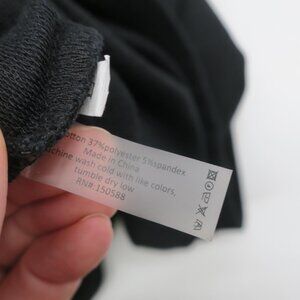 cotton 37%polyester 5%spandex
Made in China
machine wash cold with like colors,
tumble dry low
RN#:150588